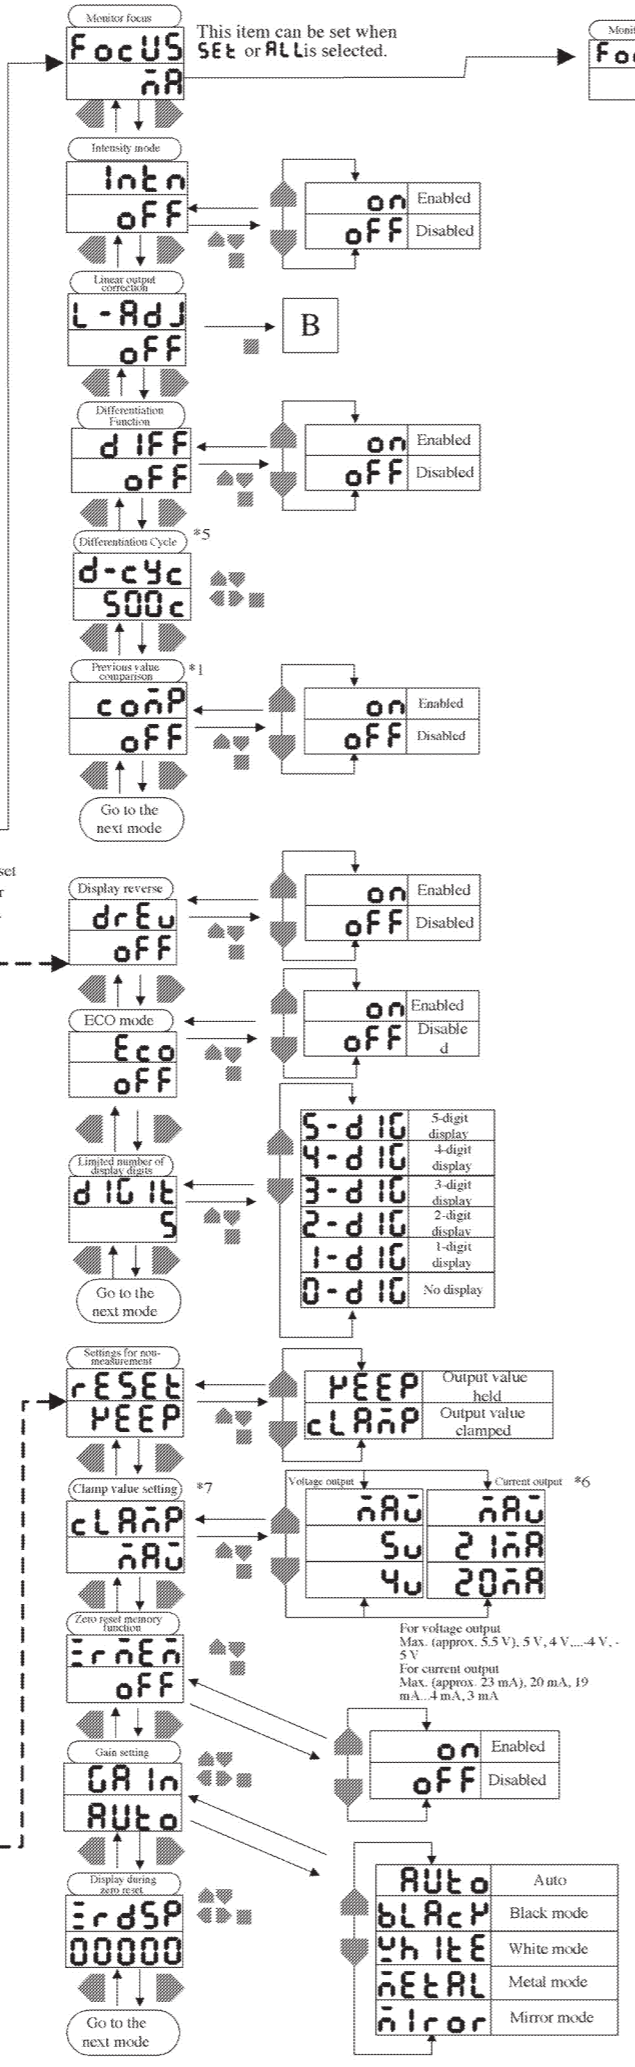 Monitor focus
This item can be set when
SEt or ALL is selected.
FocUS
mA
Moni
Fo
Intensity mode
Intn
oFF
on Enabled
oFF Disabled
Linear output
correction
L-AdJ
oFF
B
Differentiation
Function
dIFF
oFF
on Enabled
oFF Disabled
Differentiation Cycle *5
d-cYc
500c
Previous value
comparison *1
comP
oFF
on Enabled
oFF Disabled
Go to the
next mode
set
r
Display reverse
drEv
oFF
on Enabled
oFF Disabled
ECO mode
Eco
oFF
on Enabled
oFF Disable
d
Limited number of
display digits
dIGIt
5
5-dIG 5-digit
display
4-dIG 4-digit
display
3-dIG 3-digit
display
2-dIG 2-digit
display
1-dIG 1-digit
display
0-dIG No display
Go to the
next mode
Settings for non-
measurement
rESEt
KEEP
KEEP Output value
held
cLAmP Output value
clamped
Clamp value setting *7
cLAmP
mAX
Voltage output
mAX
5v
4v
Current output *6
mAX
21mA
20mA
For voltage output
Max. (approx. 5.5 V), 5 V, 4 V,...-4 V, -
5 V
For current output
Max. (approx. 23 mA), 20 mA, 19
mA...4 mA, 3 mA
Zero reset memory
function
ZrmEm
oFF
on Enabled
oFF Disabled
Gain setting
GAIn
AUto
AUto Auto
bLAcK Black mode
WhItE White mode
mEtAL Metal mode
mIror Mirror mode
Display during
zero reset
ZrdSP
00000
Go to the
next mode